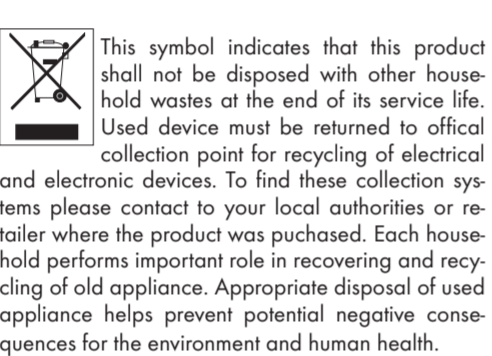 This symbol indicates that this product
shall not be disposed with other house-
hold wastes at the end of its service life.
Used device must be returned to offical
collection point for recycling of electrical
and electronic devices. To find these collection sys-
tems please contact to your local authorities or re-
tailer where the product was puchased. Each house-
hold performs important role in recovering and recy-
cling of old appliance. Appropriate disposal of used
appliance helps prevent potential negative conse-
quences for the environment and human health.